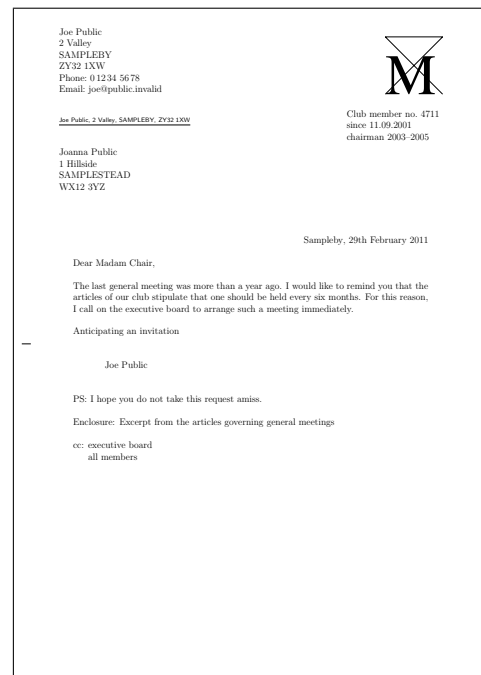 Joe Public
2 Valley
SAMPLEBY
ZY32 1XW
Phone: 01234 5678
Email: joe@public.invalid
M
Joe Public, 2 Valley, SAMPLEBY, ZY32 1XW
Club member no. 4711
since 11.09.2001
chairman 2003–2005
Joanna Public
1 Hillside
SAMPLESTEAD
WX12 3YZ
Sampleby, 29th February 2011
Dear Madam Chair,
The last general meeting was more than a year ago. I would like to remind you that the
articles of our club stipulate that one should be held every six months. For this reason,
I call on the executive board to arrange such a meeting immediately.
Anticipating an invitation
Joe Public
PS: I hope you do not take this request amiss.
Enclosure: Excerpt from the articles governing general meetings
cc: executive board
all members